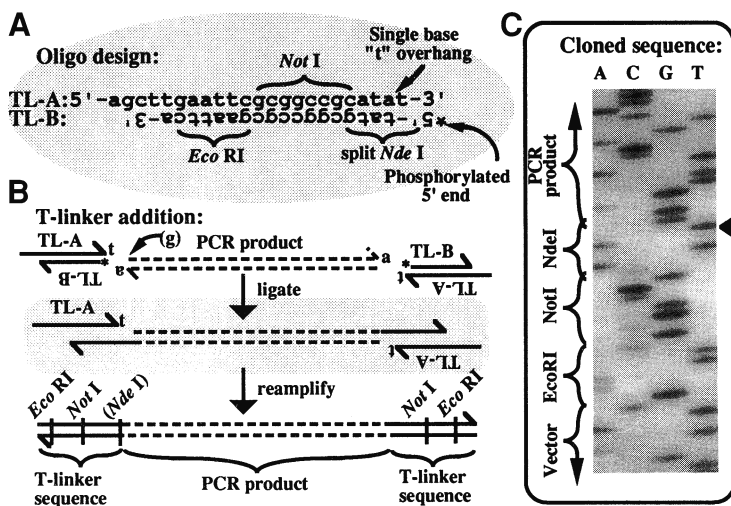 A
Oligo design:
Single base
"t" overhang
Not I
TL-A:5'-agcttgaattcgcggccgcatat-3'
TL-B:
*5'-tatgcggccgcgaattca-3'
Eco RI
split Nde I
Phosphorylated
5' end
B
T-linker addition:
TL-A
t
(g)
PCR product
a
TL-B
*
TL-B
a
*
t
TL-A
ligate
TL-A
t
t
TL-A
reamplify
Eco RI
Not I
(Nde I)
Not I
Eco RI
T-linker
sequence
PCR product
T-linker
sequence
C
Cloned sequence:
A C G T
PCR
product
NdeI
NotI
EcoRI
Vector